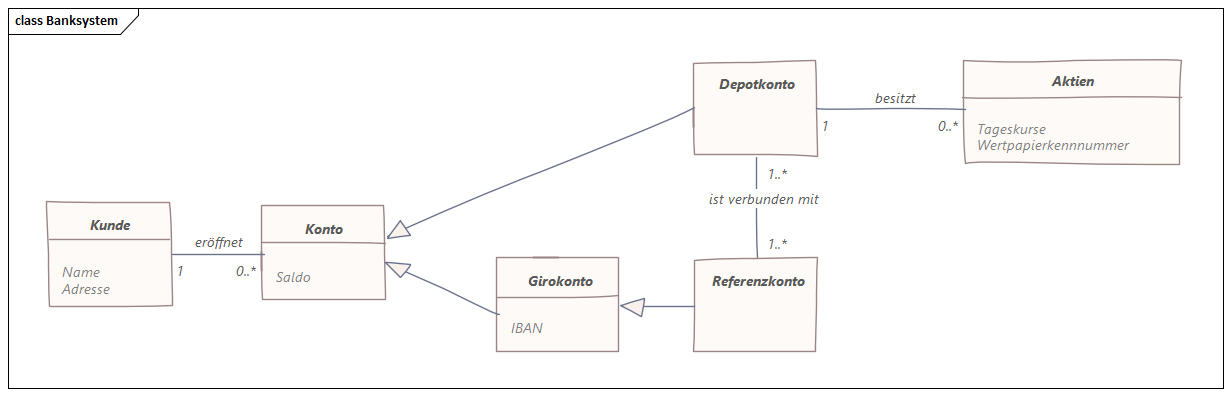 class Banksystem
Depotkonto
besitzt
1
0..*
Aktien
Tageskurse
Wertpapierkennnummer
1..*
ist verbunden mit
1..*
Kunde
Name
Adresse
eröffnet
1
0..*
Konto
Saldo
Girokonto
IBAN
Referenzkonto